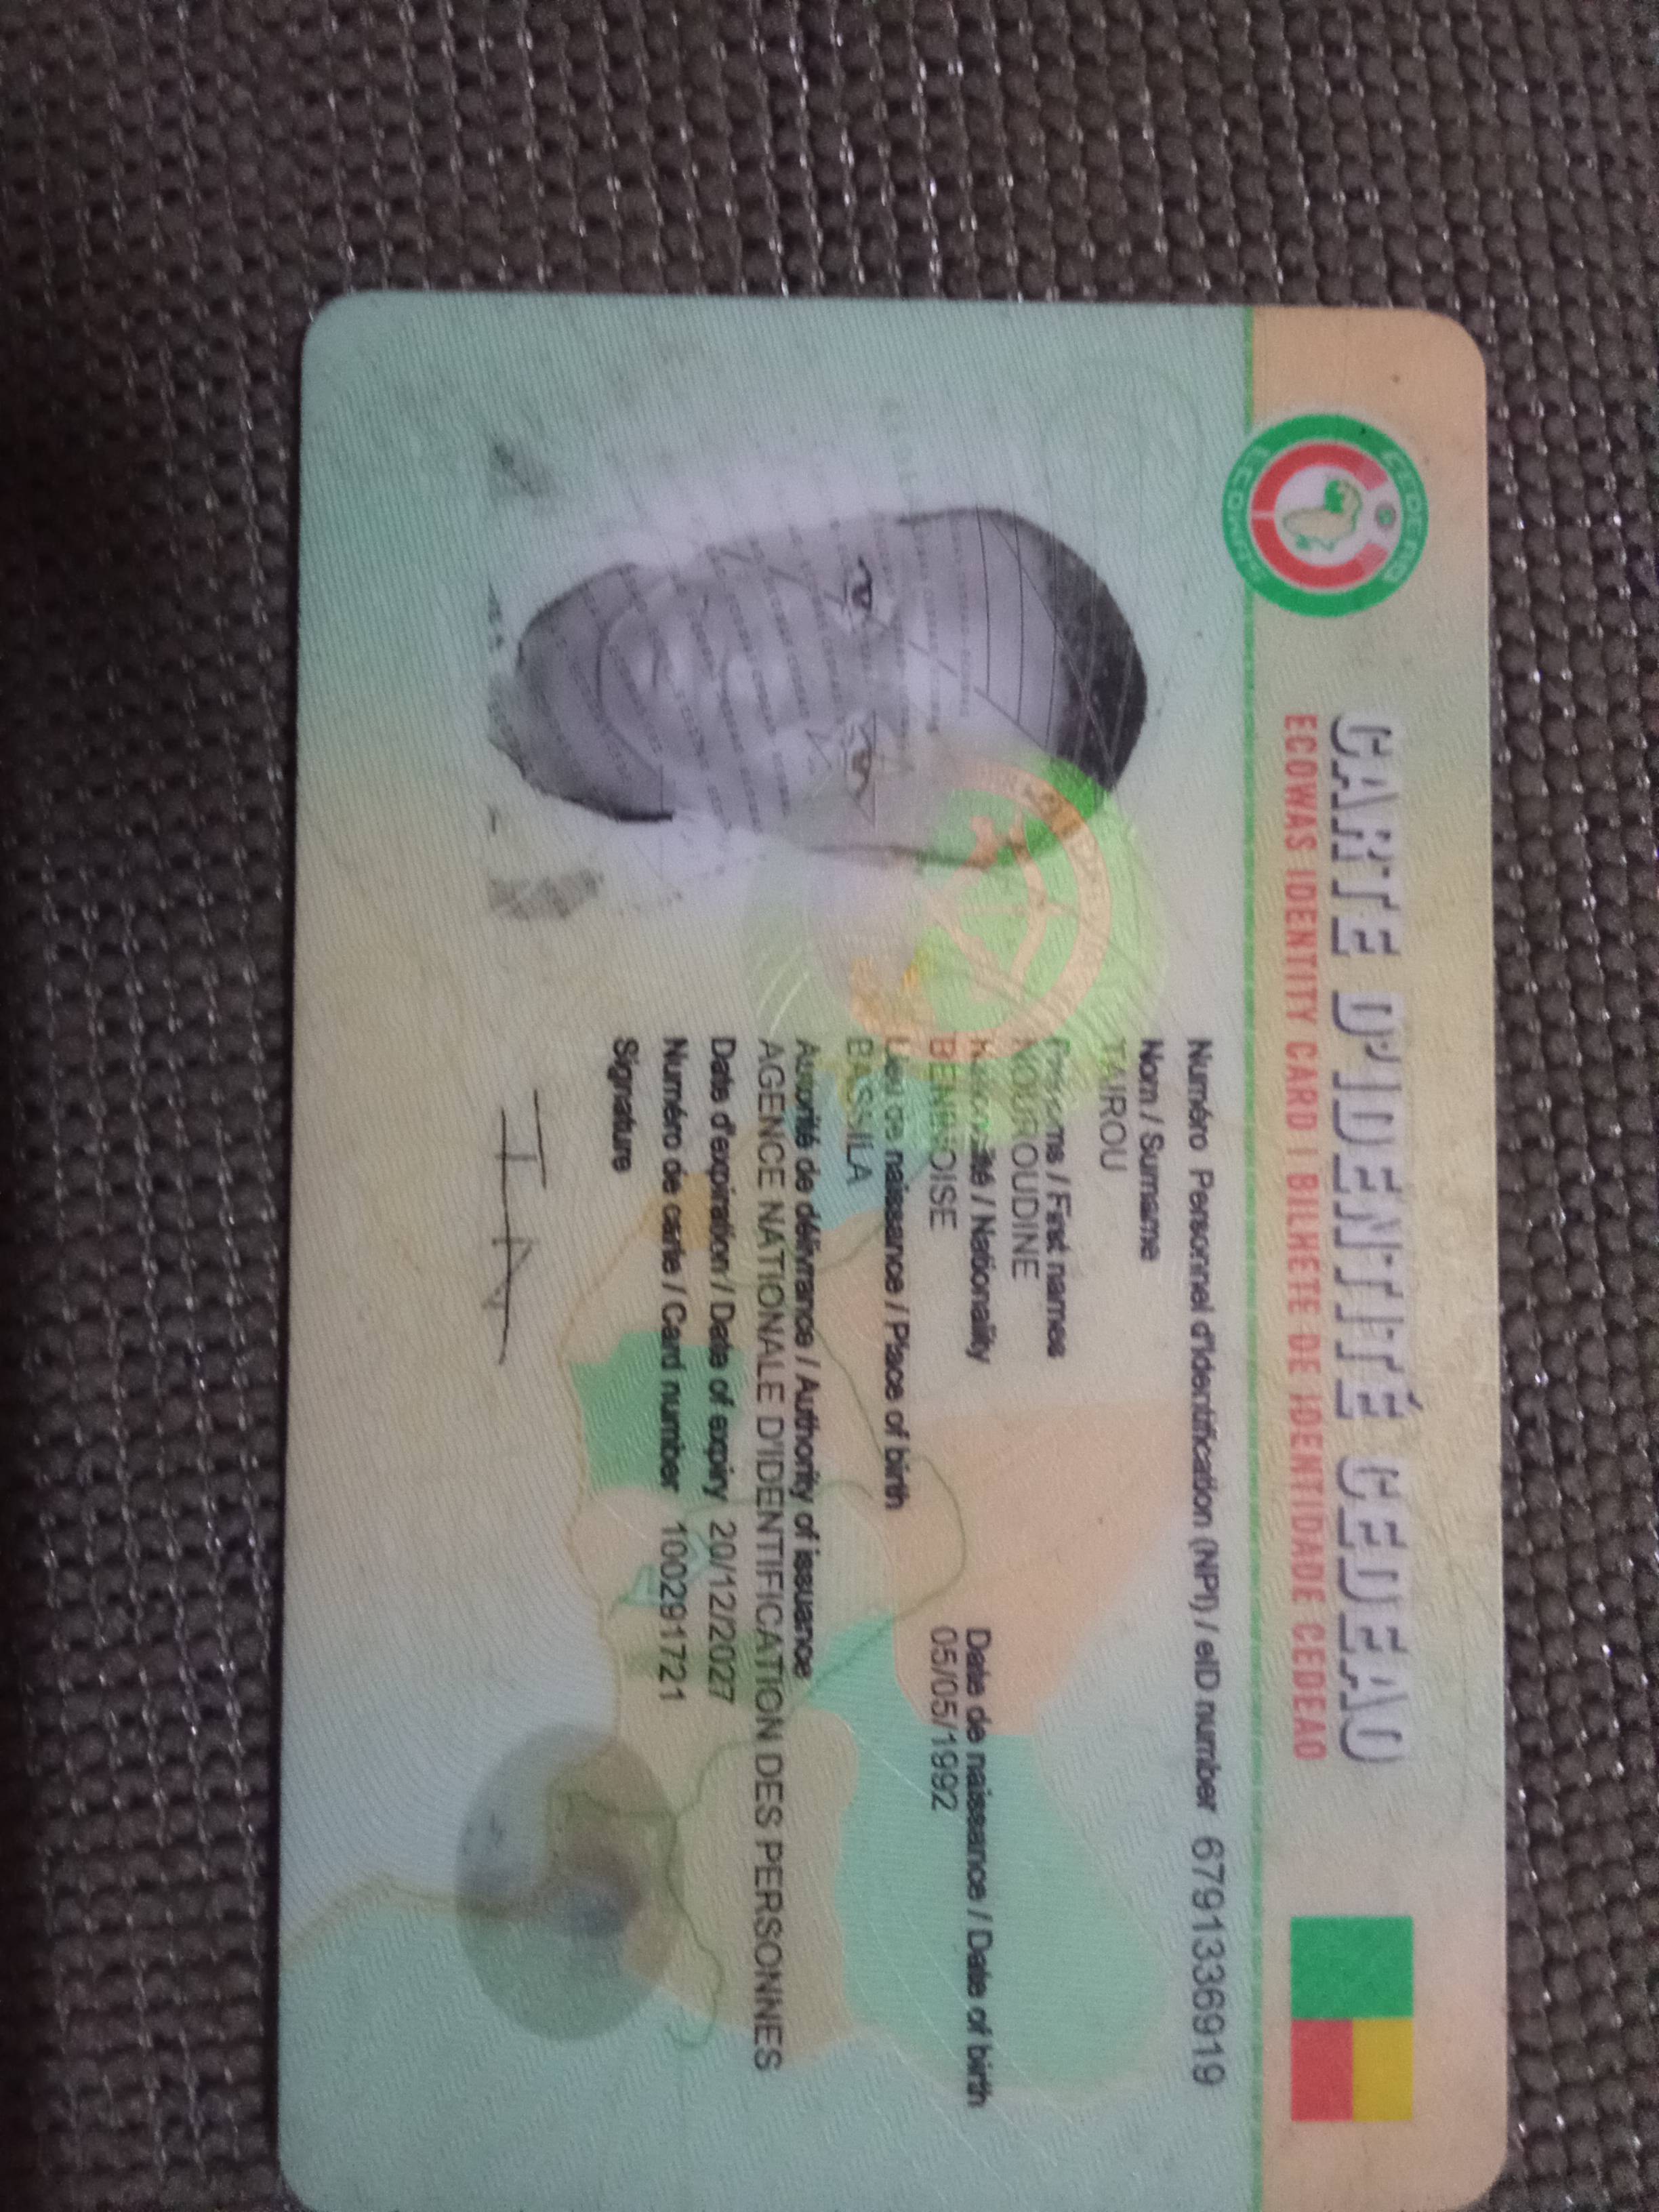 CARTE D'IDENTITÉ CEDEAO
ECOWAS IDENTITY CARD | BILHETE DE IDENTIDADE CEDEAO
CEDEAO
ECOWAS
Numéro Personnel d'Identification (NPI) / eID number 6791336919
Nom / Surname
TAIROU
Prénoms / First names
NOUROUDINE
Nationalité / Nationality
BENINOISE
Date de naissance / Date of birth
05/05/1992
Lieu de naissance / Place of birth
BASSILA
Autorité de délivrance / Authority of issuance
AGENCE NATIONALE D'IDENTIFICATION DES PERSONNES
Date d'expiration / Date of expiry 20/12/2027
Numéro de carte / Card number 100291721
Signature